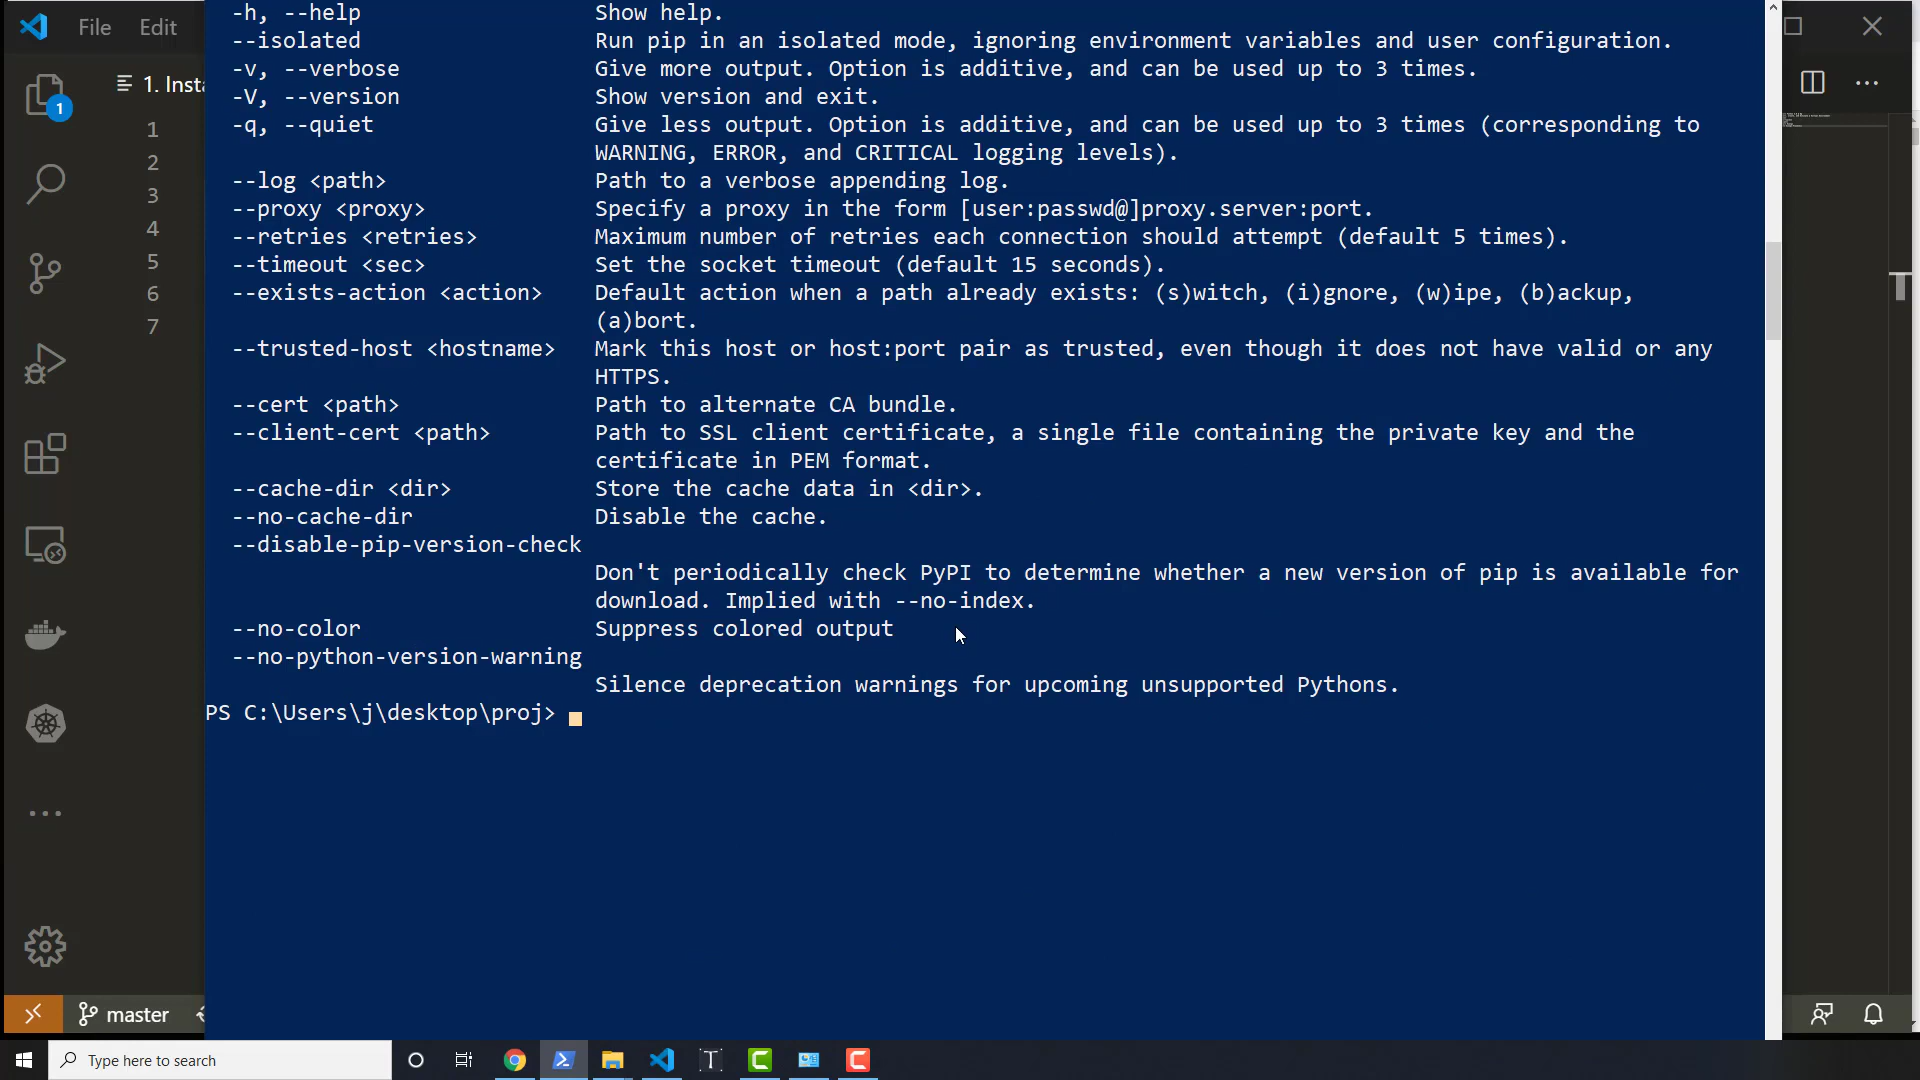 File Edit
1. Insta
1
2
3
4
5
6
7
-h, --help Show help.
--isolated Run pip in an isolated mode, ignoring environment variables and user configuration.
-v, --verbose Give more output. Option is additive, and can be used up to 3 times.
-V, --version Show version and exit.
-q, --quiet Give less output. Option is additive, and can be used up to 3 times (corresponding to
WARNING, ERROR, and CRITICAL logging levels).
--log <path> Path to a verbose appending log.
--proxy <proxy> Specify a proxy in the form [user:passwd@]proxy.server:port.
--retries <retries> Maximum number of retries each connection should attempt (default 5 times).
--timeout <sec> Set the socket timeout (default 15 seconds).
--exists-action <action> Default action when a path already exists: (s)witch, (i)gnore, (w)ipe, (b)ackup,
(a)bort.
--trusted-host <hostname> Mark this host or host:port pair as trusted, even though it does not have valid or any
HTTPS.
--cert <path> Path to alternate CA bundle.
--client-cert <path> Path to SSL client certificate, a single file containing the private key and the
certificate in PEM format.
--cache-dir <dir> Store the cache data in <dir>.
--no-cache-dir Disable the cache.
--disable-pip-version-check
Don't periodically check PyPI to determine whether a new version of pip is available for
download. Implied with --no-index.
--no-color Suppress colored output
--no-python-version-warning
Silence deprecation warnings for upcoming unsupported Pythons.
PS C:\Users\j\desktop\proj>
1
master
Type here to search